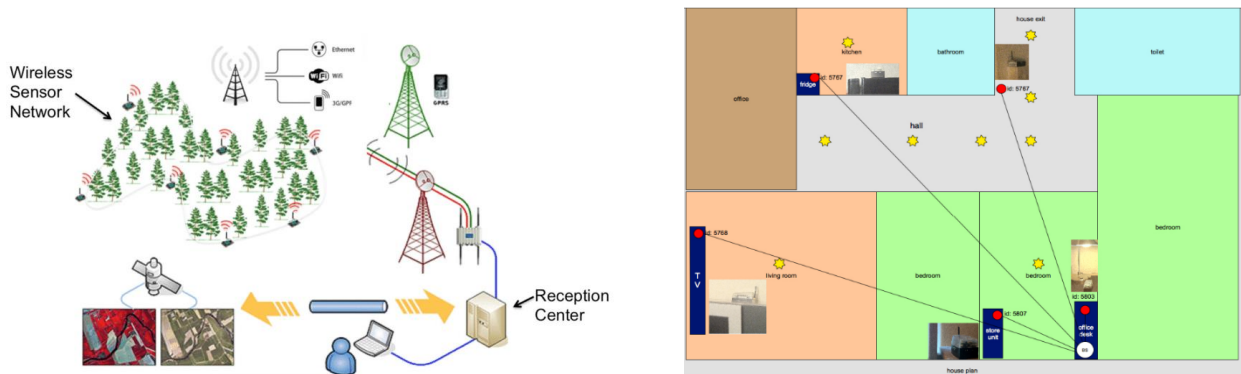 Wireless
Sensor
Network
Ethernet
Wifi
3G/GPF
GPRS
Reception
Center
house exit
kitchen
bathroom
toilet
id: 5767
fridge
office
id: 5767
hall
id: 5768
TV
living room
bedroom
bedroom
bedroom
id: 5803
id: 5807
store
unit
office
desk
house plan